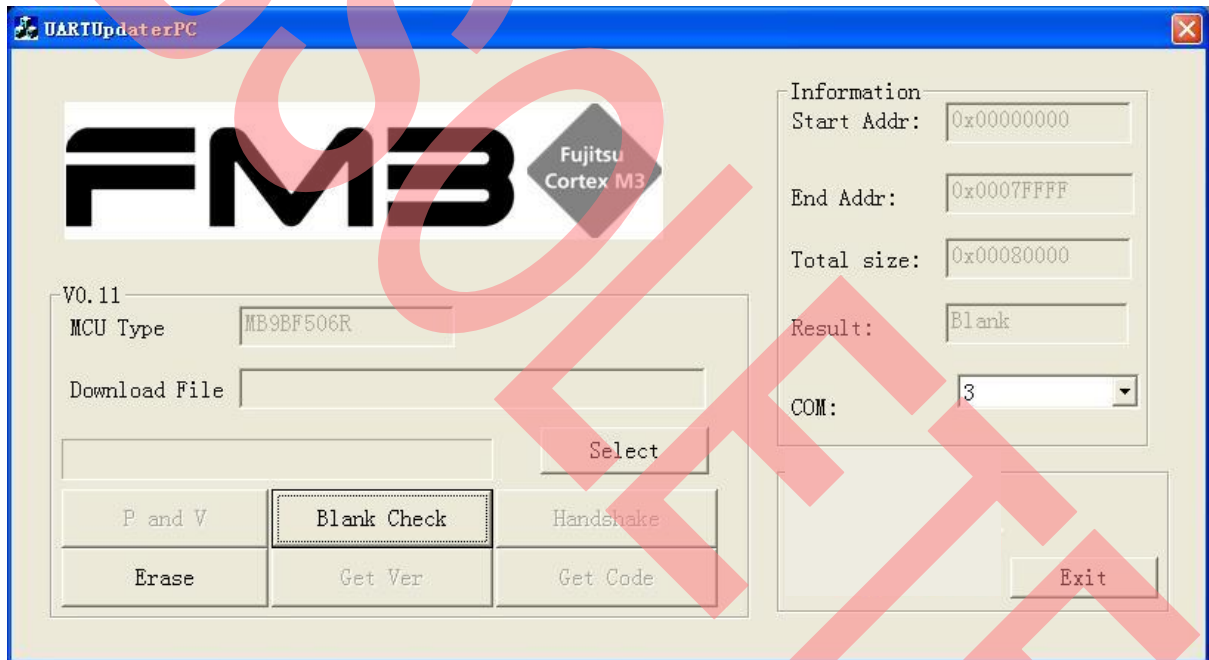 UARTUpdaterPC
FM3
Fujitsu
Cortex M3
V0.11
MCU Type
MB9BF506R
Download File
Select
P and V
Blank Check
Handshake
Erase
Get Ver
Get Code
Information
Start Addr:
0x00000000
End Addr:
0x0007FFFF
Total size:
0x00080000
Result:
Blank
COM:
3
Exit